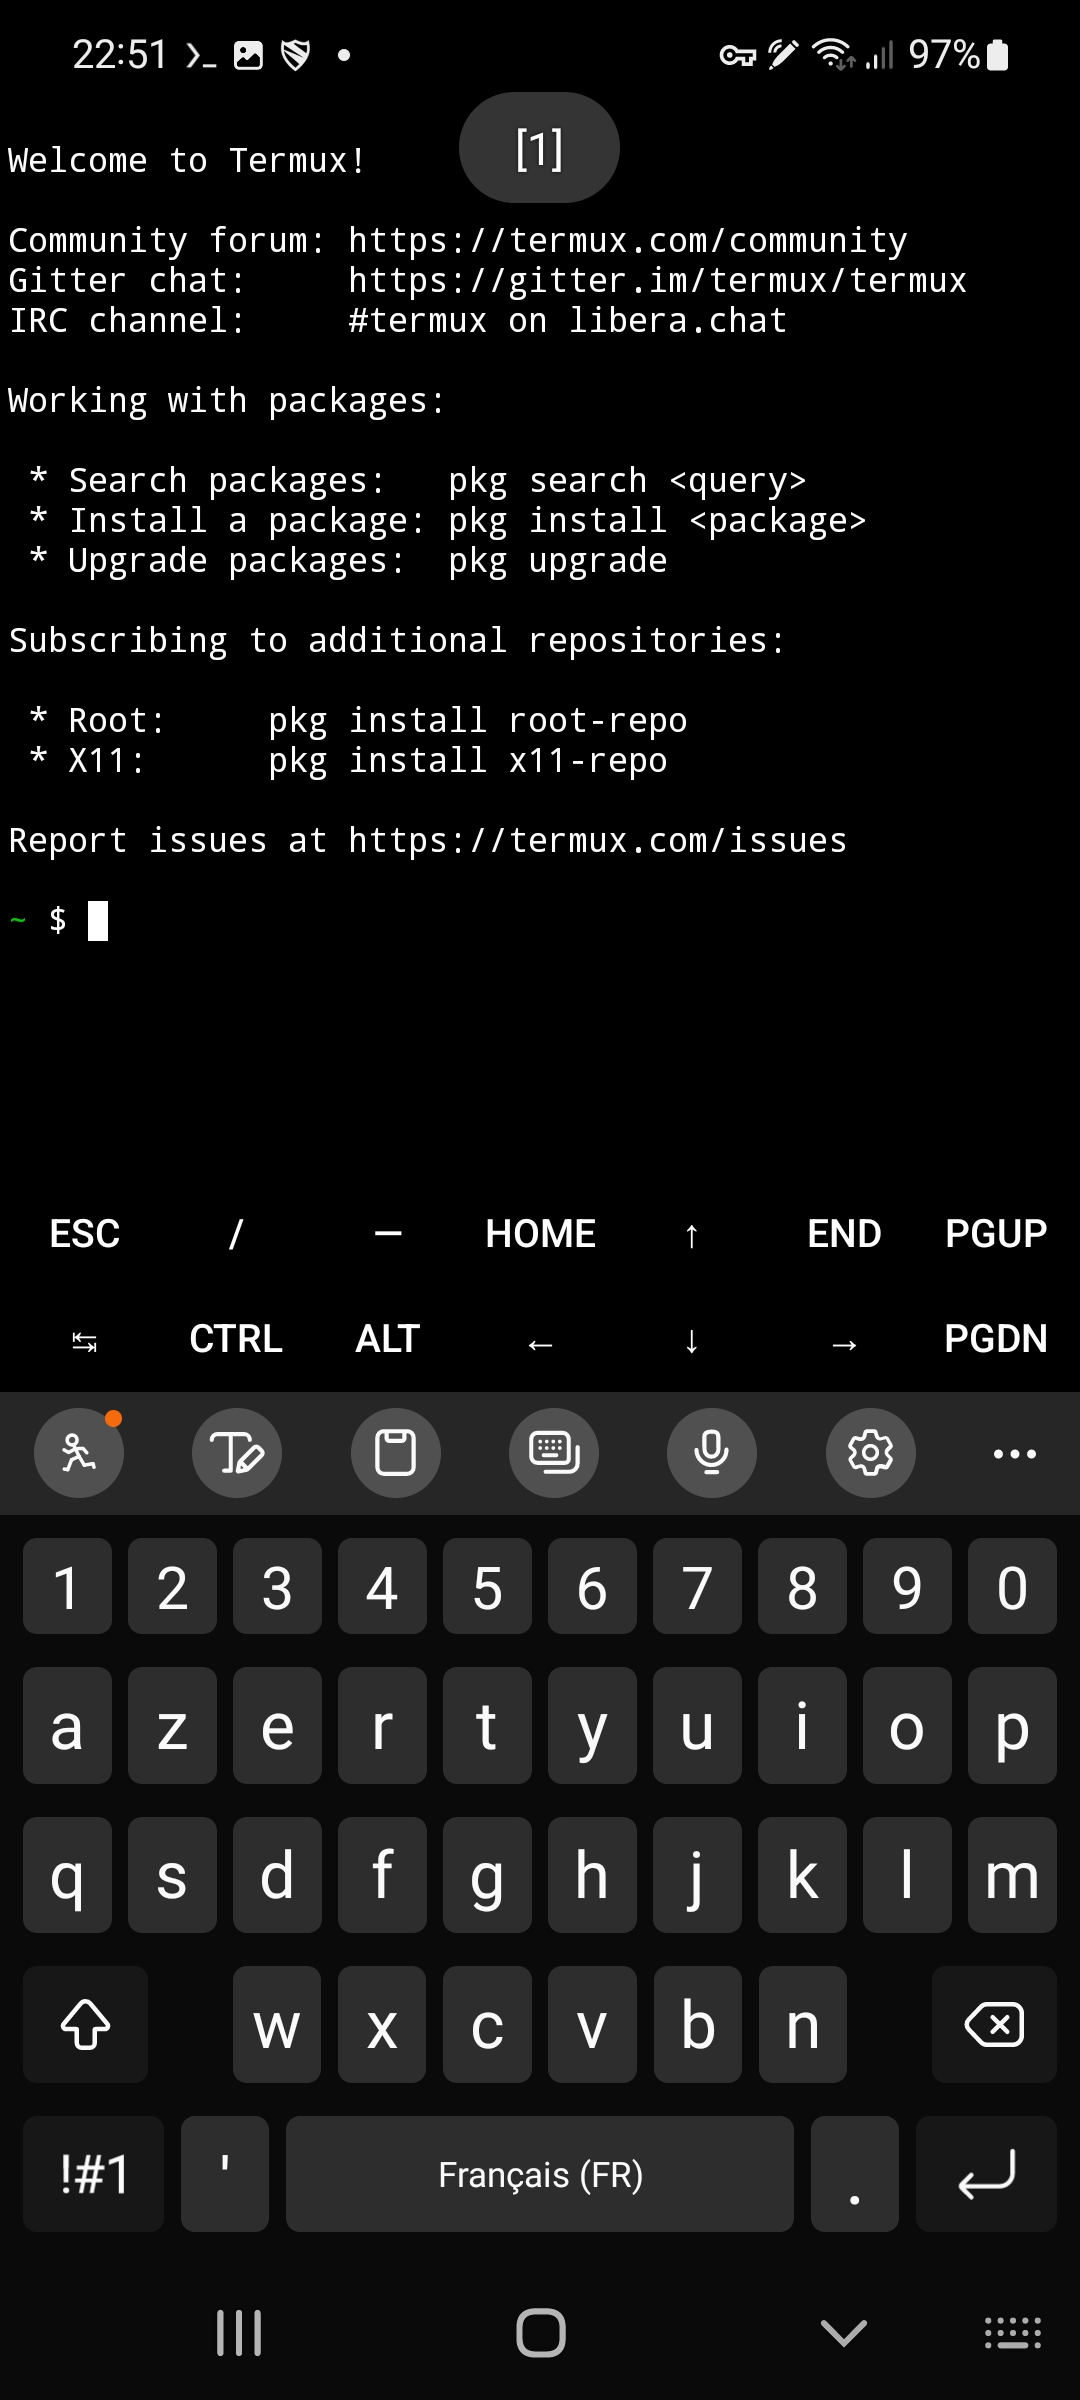 22:51 97%
[1]
Welcome to Termux!
Community forum: https://termux.com/community
Gitter chat:     https://gitter.im/termux/termux
IRC channel:     #termux on libera.chat
Working with packages:
 * Search packages:   pkg search <query>
 * Install a package: pkg install <package>
 * Upgrade packages:  pkg upgrade
Subscribing to additional repositories:
 * Root:     pkg install root-repo
 * X11:      pkg install x11-repo
Report issues at https://termux.com/issues
~ $
ESC / — HOME ↑ END PGUP
↹ CTRL ALT ← ↓ → PGDN
1 2 3 4 5 6 7 8 9 0
a z e r t y u i o p
q s d f g h j k l m
w x c v b n
!#1 ' Français (FR) .